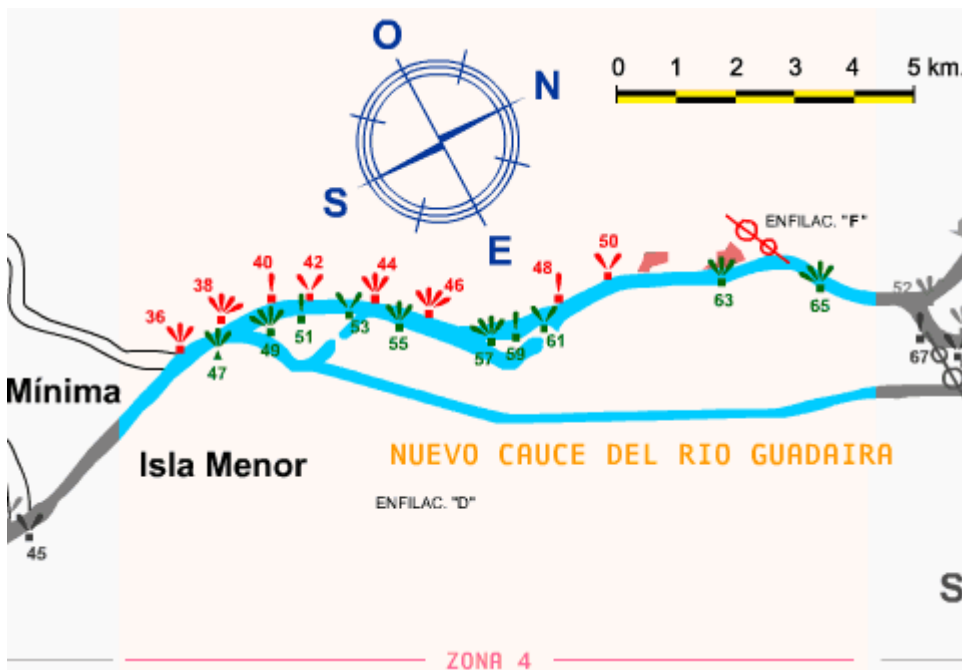 O
N
S
E
0 1 2 3 4 5 km.
ENFILAC. "F"
50
40 42 44 46 48
38
36
52
63 65
51 53
49 55 57 59 61
47
67
Mínima
Isla Menor
NUEVO CAUCE DEL RIO GUADAIRA
ENFILAC. "D"
45
S
ZONA 4